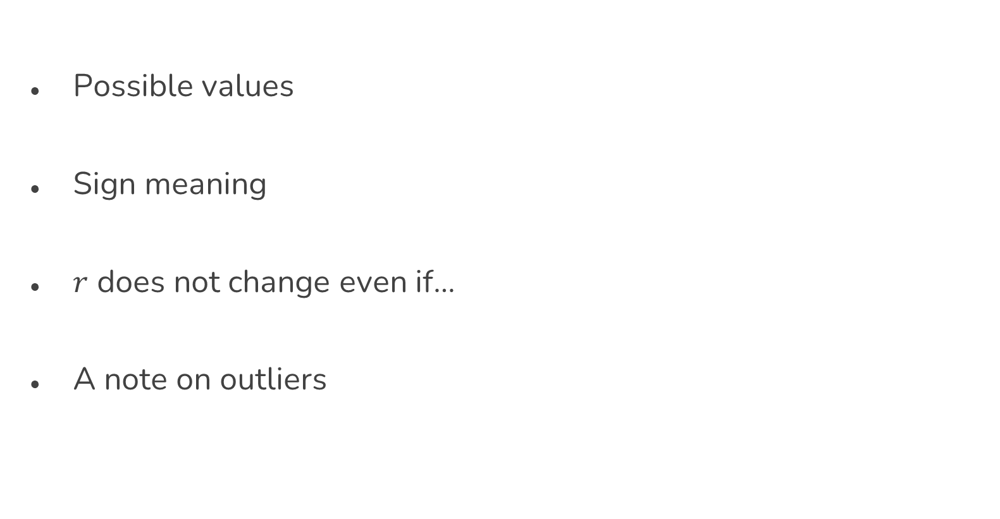 • Possible values
• Sign meaning
• r does not change even if...
• A note on outliers